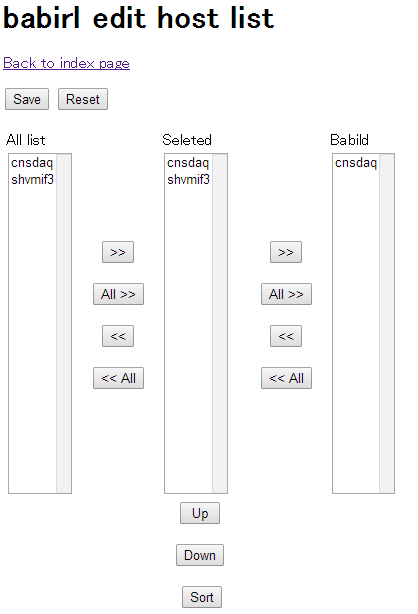 babirl edit host list
Back to index page
Save Reset
All list Seleted Babild
cnsdaq cnsdaq cnsdaq
shvmif3 shvmif3
>> >>
All >> All >>
<< <<
<< All << All
Up
Down
Sort